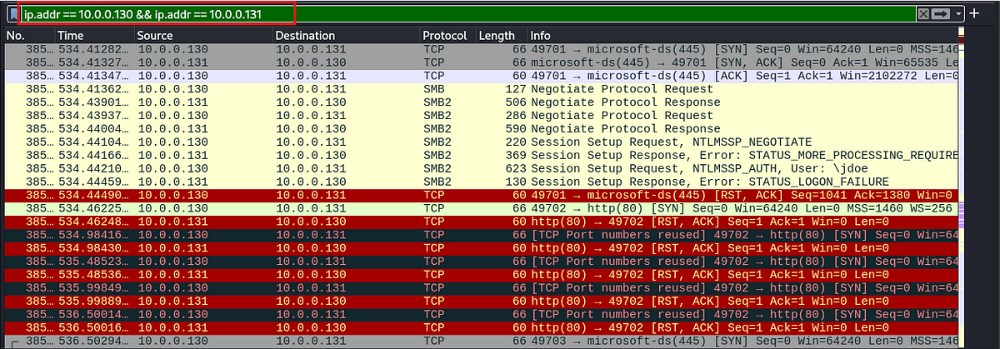 ip.addr == 10.0.0.130 && ip.addr == 10.0.0.131
No. Time Source Destination Protocol Length Info
385… 534.41282… 10.0.0.130 10.0.0.131 TCP 66 49701 → microsoft-ds(445) [SYN] Seq=0 Win=64240 Len=0 MSS=146
385… 534.41327… 10.0.0.131 10.0.0.130 TCP 66 microsoft-ds(445) → 49701 [SYN, ACK] Seq=0 Ack=1 Win=65535 Le
385… 534.41347… 10.0.0.130 10.0.0.131 TCP 60 49701 → microsoft-ds(445) [ACK] Seq=1 Ack=1 Win=2102272 Len=0
385… 534.41362… 10.0.0.130 10.0.0.131 SMB 127 Negotiate Protocol Request
385… 534.43901… 10.0.0.131 10.0.0.130 SMB2 506 Negotiate Protocol Response
385… 534.43937… 10.0.0.130 10.0.0.131 SMB2 286 Negotiate Protocol Request
385… 534.44004… 10.0.0.131 10.0.0.130 SMB2 590 Negotiate Protocol Response
385… 534.44104… 10.0.0.130 10.0.0.131 SMB2 220 Session Setup Request, NTLMSSP_NEGOTIATE
385… 534.44166… 10.0.0.131 10.0.0.130 SMB2 369 Session Setup Response, Error: STATUS_MORE_PROCESSING_REQUIRE
385… 534.44210… 10.0.0.130 10.0.0.131 SMB2 623 Session Setup Request, NTLMSSP_AUTH, User: \jdoe
385… 534.44459… 10.0.0.131 10.0.0.130 SMB2 130 Session Setup Response, Error: STATUS_LOGON_FAILURE
385… 534.44490… 10.0.0.130 10.0.0.131 TCP 60 49701 → microsoft-ds(445) [RST, ACK] Seq=1041 Ack=1380 Win=0
385… 534.46225… 10.0.0.130 10.0.0.131 TCP 66 49702 → http(80) [SYN] Seq=0 Win=64240 Len=0 MSS=1460 WS=256
385… 534.46248… 10.0.0.131 10.0.0.130 TCP 60 http(80) → 49702 [RST, ACK] Seq=1 Ack=1 Win=0 Len=0
385… 534.98416… 10.0.0.130 10.0.0.131 TCP 66 [TCP Port numbers reused] 49702 → http(80) [SYN] Seq=0 Win=64
385… 534.98430… 10.0.0.131 10.0.0.130 TCP 60 http(80) → 49702 [RST, ACK] Seq=1 Ack=1 Win=0 Len=0
385… 535.48523… 10.0.0.130 10.0.0.131 TCP 66 [TCP Port numbers reused] 49702 → http(80) [SYN] Seq=0 Win=64
385… 535.48536… 10.0.0.131 10.0.0.130 TCP 60 http(80) → 49702 [RST, ACK] Seq=1 Ack=1 Win=0 Len=0
385… 535.99849… 10.0.0.130 10.0.0.131 TCP 66 [TCP Port numbers reused] 49702 → http(80) [SYN] Seq=0 Win=64
385… 535.99889… 10.0.0.131 10.0.0.130 TCP 60 http(80) → 49702 [RST, ACK] Seq=1 Ack=1 Win=0 Len=0
385… 536.50014… 10.0.0.130 10.0.0.131 TCP 66 [TCP Port numbers reused] 49702 → http(80) [SYN] Seq=0 Win=64
385… 536.50016… 10.0.0.131 10.0.0.130 TCP 60 http(80) → 49702 [RST, ACK] Seq=1 Ack=1 Win=0 Len=0
385… 536.50294… 10.0.0.130 10.0.0.131 TCP 66 49703 → microsoft-ds(445) [SYN] Seq=0 Win=64240 Len=0 MSS=146